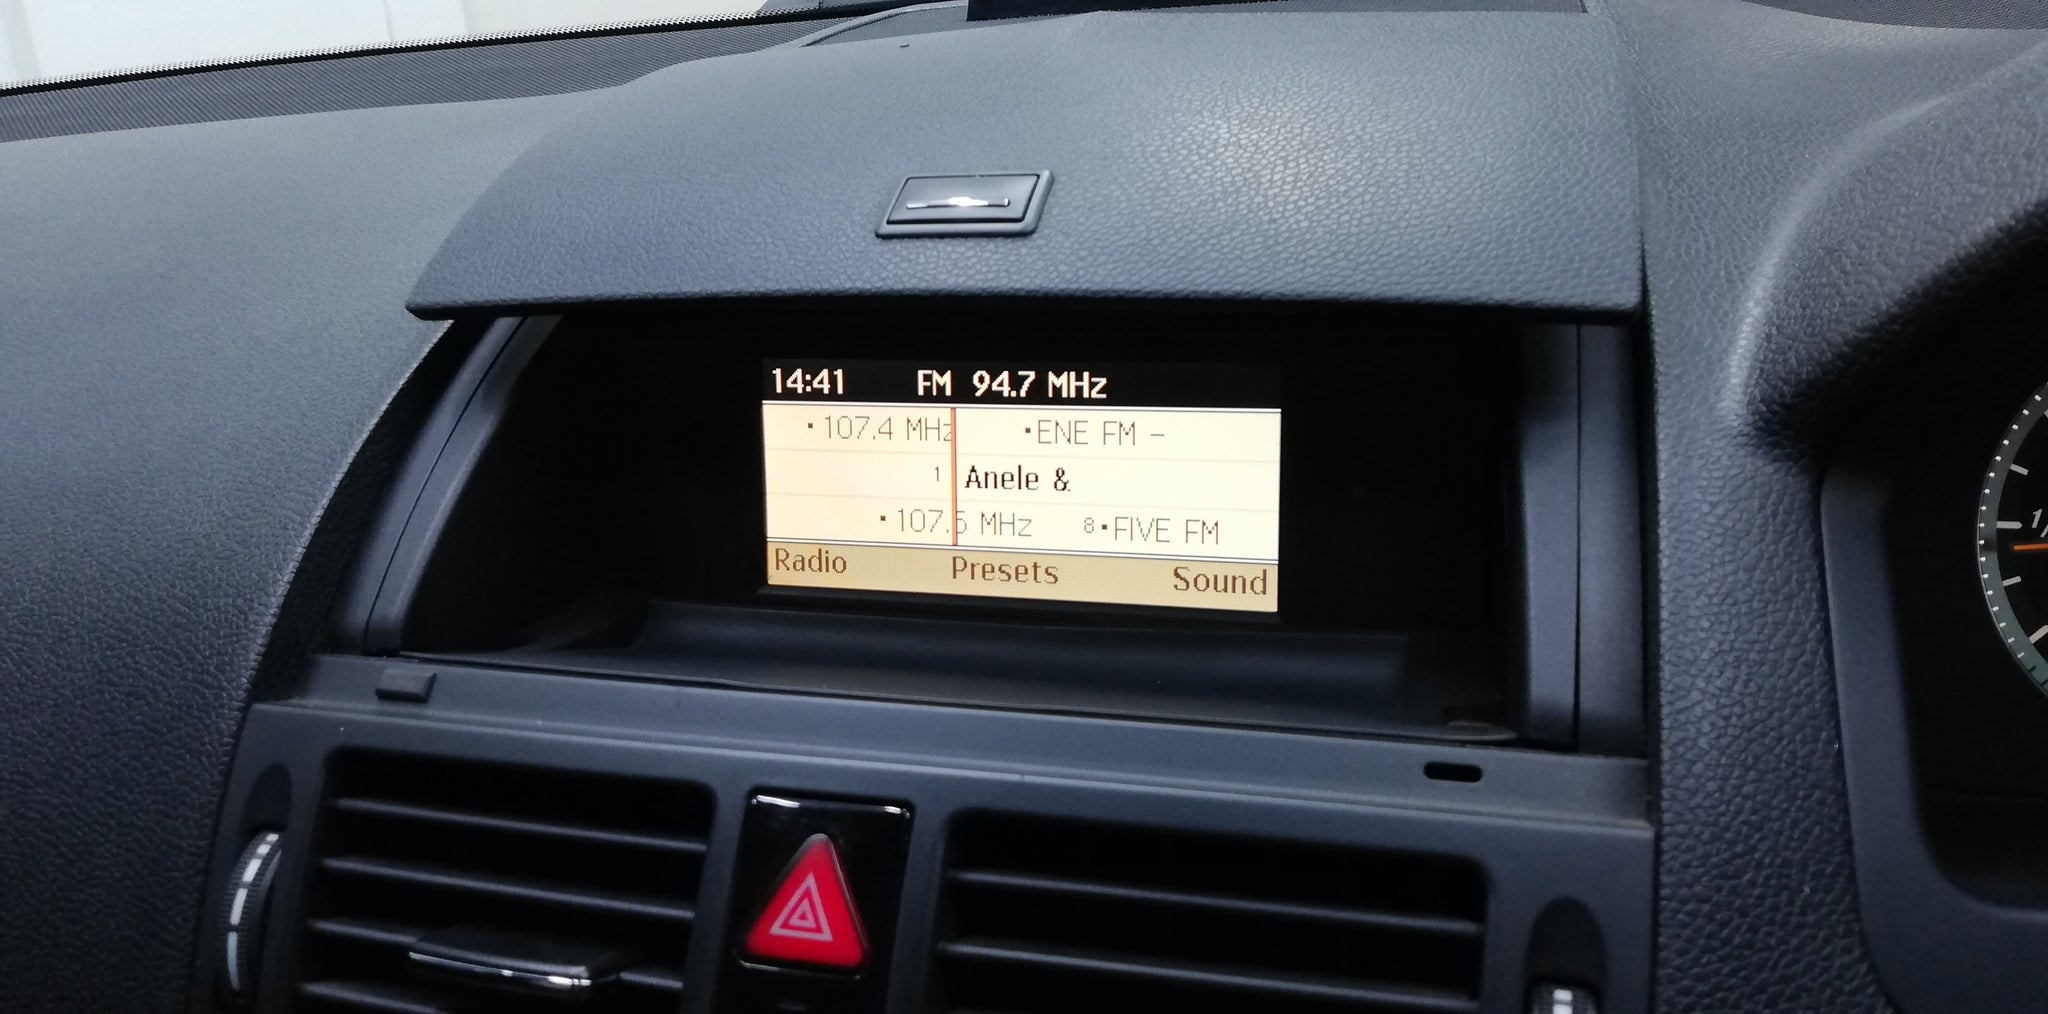 14:41 FM 94.7 MHz
107.4 MHz ENE FM -
1 Anele &
107.5 MHz 8 FIVE FM
Radio Presets Sound